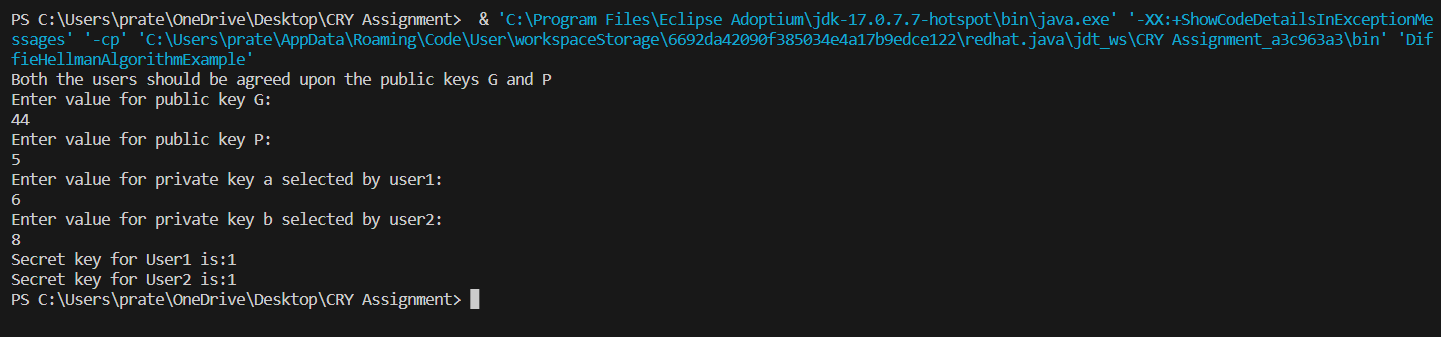 PS C:\Users\prate\OneDrive\Desktop\CRY Assignment>  & 'C:\Program Files\Eclipse Adoptium\jdk-17.0.7.7-hotspot\bin\java.exe' '-XX:+ShowCodeDetailsInExceptionMe
ssages' '-cp' 'C:\Users\prate\AppData\Roaming\Code\User\workspaceStorage\6692da42090f385034e4a17b9edce122\redhat.java\jdt_ws\CRY Assignment_a3c963a3\bin' 'Dif
fieHellmanAlgorithmExample'
Both the users should be agreed upon the public keys G and P
Enter value for public key G:
44
Enter value for public key P:
5
Enter value for private key a selected by user1:
6
Enter value for private key b selected by user2:
8
Secret key for User1 is:1
Secret key for User2 is:1
PS C:\Users\prate\OneDrive\Desktop\CRY Assignment>